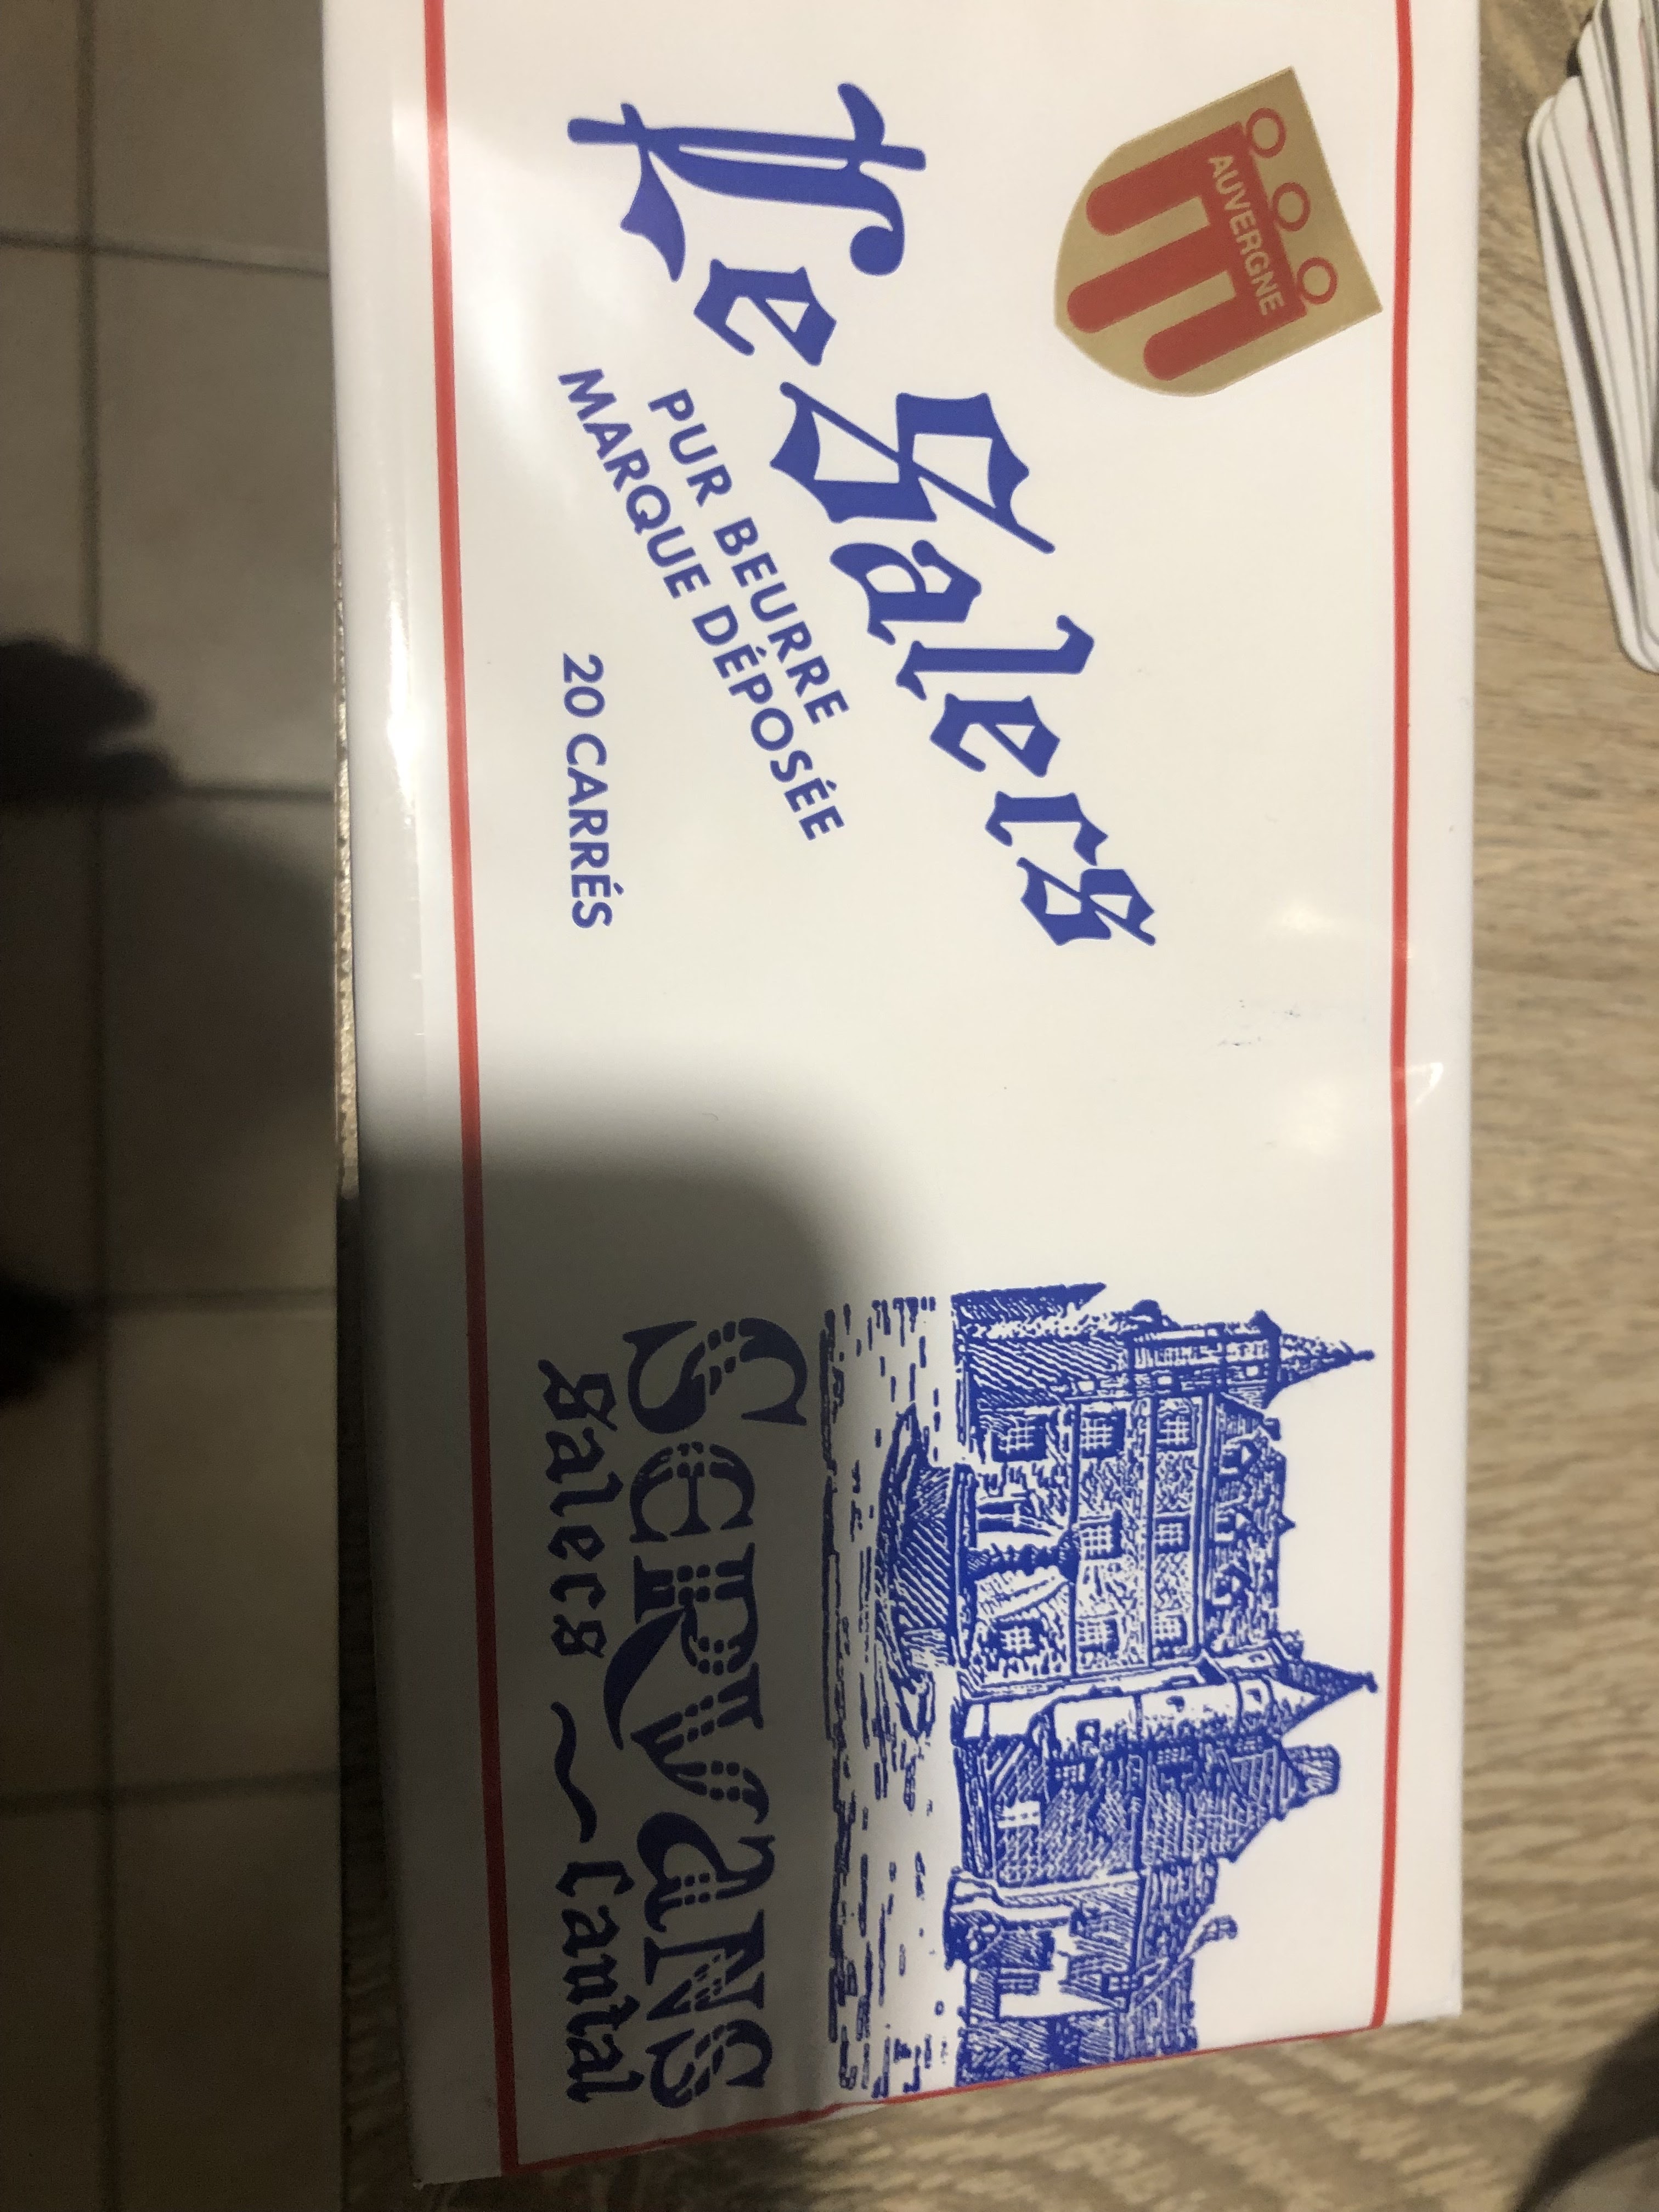 AUVERGNE
Le Salers
PUR BEURRE
MARQUE DÉPOSÉE
20 CARRÉS
SERVANS
Salers ~ Cantal